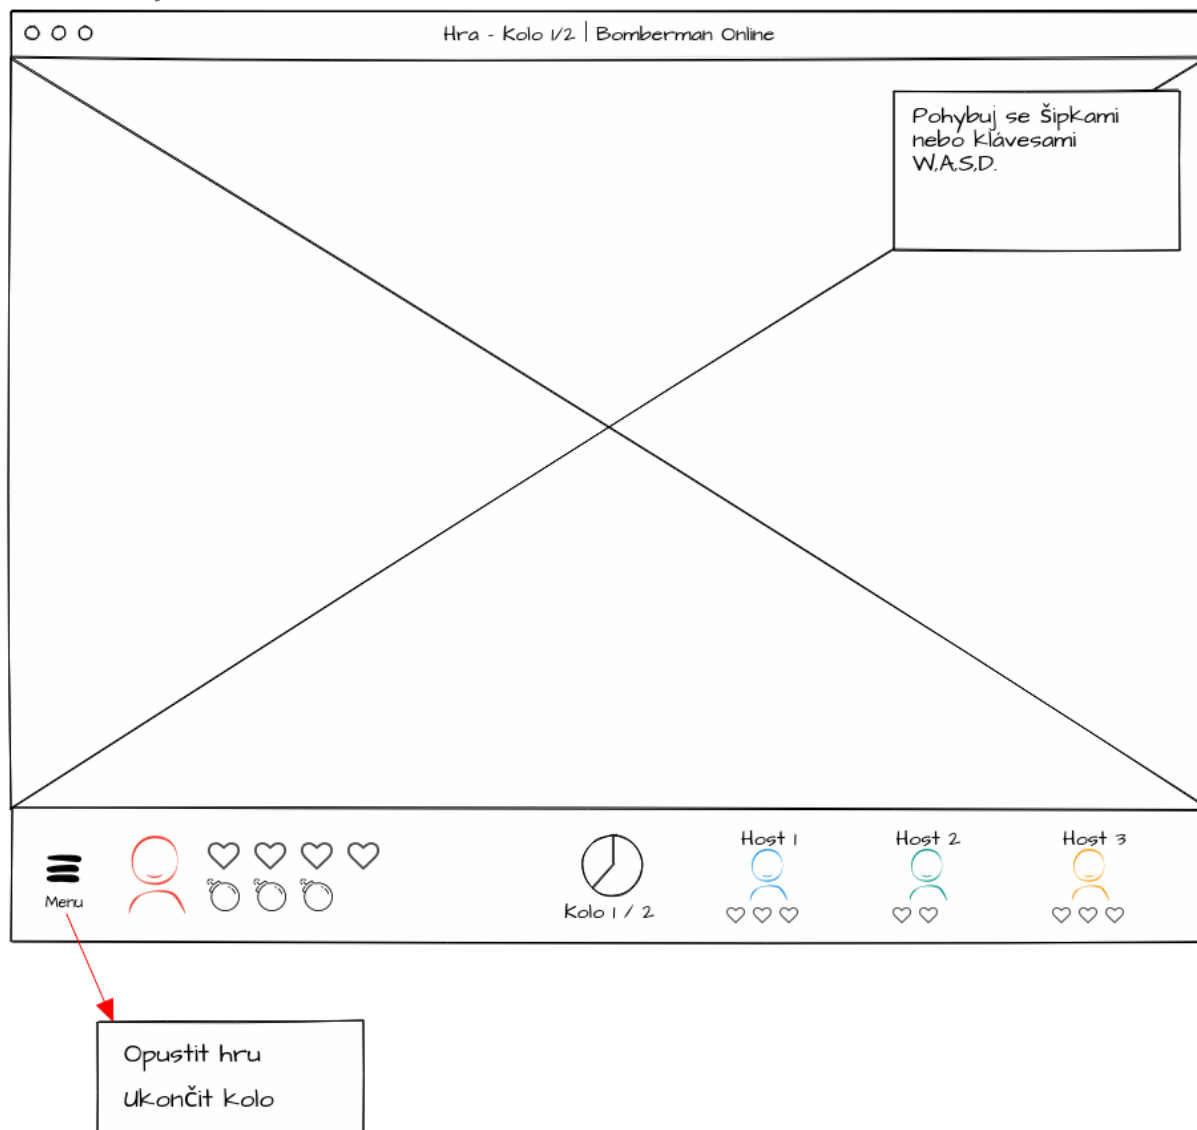 Hra - Kolo 1/2 | Bomberman Online
Pohybuj se šipkami
nebo klávesami
W,A,S,D.
Menu
Kolo 1 / 2
Host 1
Host 2
Host 3
Opustit hru
Ukončit kolo